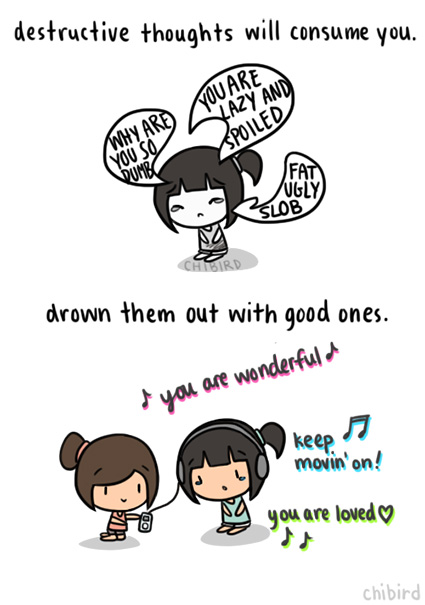 destructive thoughts will consume you.
WHY ARE
YOU SO
DUMB
YOU ARE
LAZY AND
SPOILED
FAT
UGLY
SLOB
CHIBIRD
drown them out with good ones.
♪ you are wonderful ♪
keep ♫
movin' on!
you are loved ♡
♪ ♪
chibird